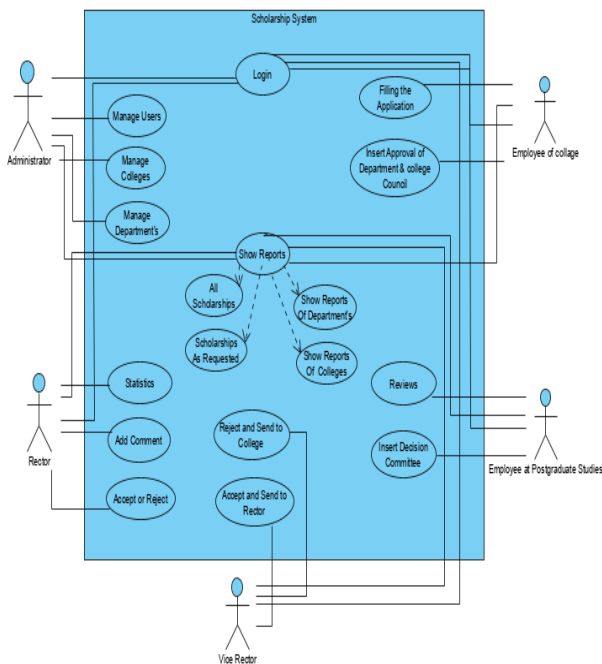 Scholarship System
Login
Filling the
Application
Manage Users
Administrator
Employee of collage
Manage
Colleges
Insert Approval of
Department & college
Council
Manage
Department's
Show Reports
All
Scholarships
Show Reports
Of Department's
Scholarships
As Requested
Show Reports
Of Colleges
Statistics
Reviews
Rector
Add Comment
Reject and Send to
College
Insert Decision
Committee
Employee at Postgraduate Studies
Accept or Reject
Accept and Send to
Rector
Vice Rector